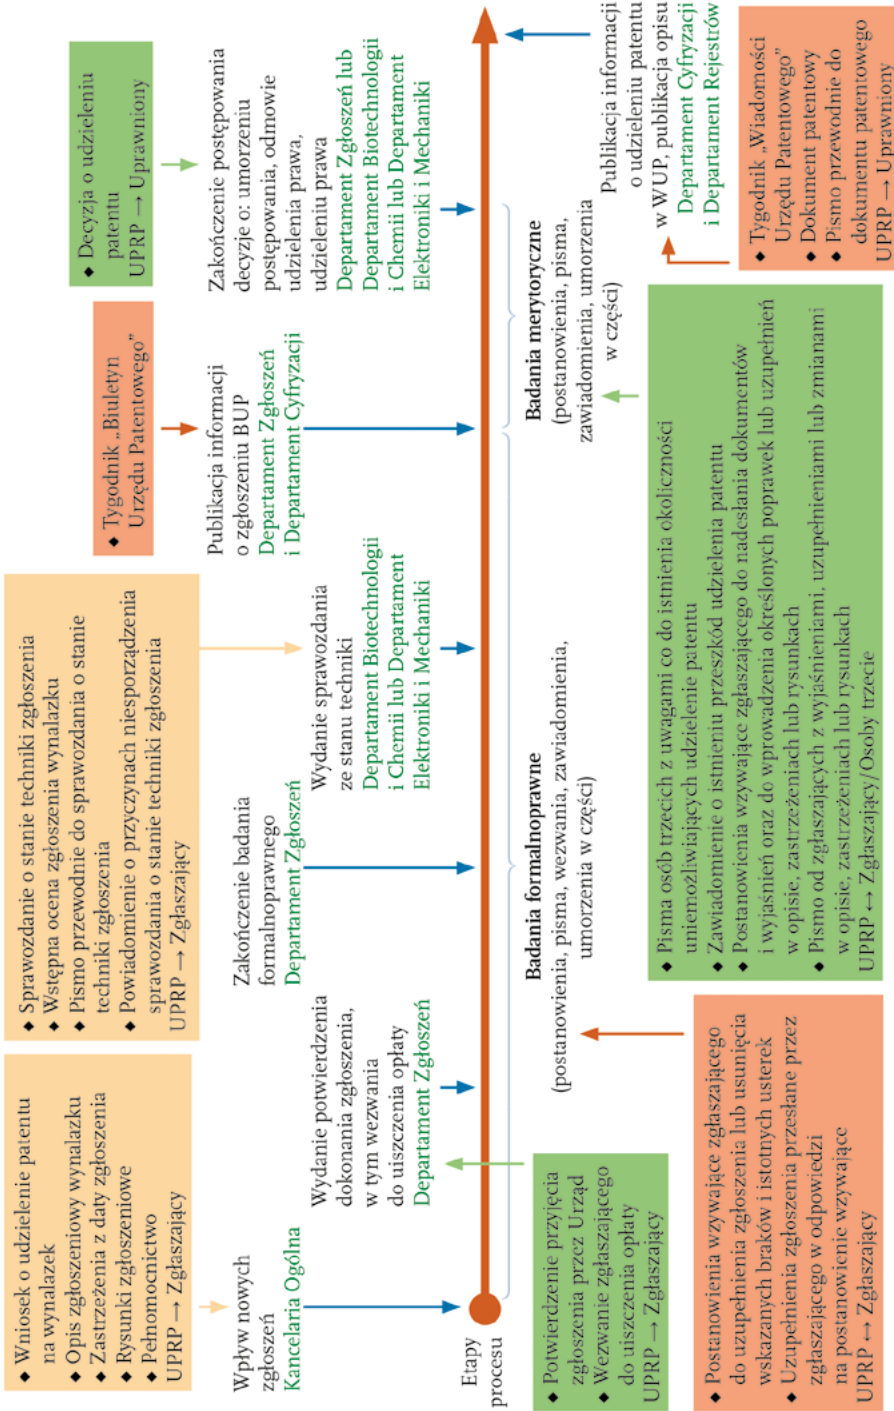 ◆ Wniosek o udzielenie patentu
na wynalazek
◆ Opis zgłoszeniowy wynalazku
◆ Zastrzeżenia z daty zgłoszenia
◆ Rysunki zgłoszeniowe
◆ Pełnomocnictwo
UPRP → Zgłaszający
◆ Sprawozdanie o stanie techniki zgłoszenia
◆ Wstępna ocena zgłoszenia wynalazku
◆ Pismo przewodnie do sprawozdania o stanie
techniki zgłoszenia
◆ Powiadomienie o przyczynach niesporządzenia
sprawozdania o stanie techniki zgłoszenia
UPRP → Zgłaszający
◆ Tygodnik „Biuletyn
Urzędu Patentowego”
◆ Decyzja o udzieleniu
patentu
UPRP → Uprawniony
Wpływ nowych
zgłoszeń
Kancelaria Ogólna
Wydanie potwierdzenia
dokonania zgłoszenia,
w tym wezwania
do uiszczenia opłaty
Departament Zgłoszeń
Zakończenie badania
formalnoprawnego
Departament Zgłoszeń
Wydanie sprawozdania
ze stanu techniki
Departament Biotechnologii
i Chemii lub Departament
Elektroniki i Mechaniki
Publikacja informacji
o zgłoszeniu BUP
Departament Zgłoszeń
i Departament Cyfryzacji
Zakończenie postępowania
decyzje o: umorzeniu
postępowania, odmowie
udzielenia prawa,
udzieleniu prawa
Departament Zgłoszeń lub
Departament Biotechnologii
i Chemii lub Departament
Elektroniki i Mechaniki
Etapy
procesu
Badania formalnoprawne
(postanowienia, pisma, wezwania, zawiadomienia,
umorzenia w części)
Badania merytoryczne
(postanowienia, pisma,
zawiadomienia, umorzenia
w części)
Publikacja informacji
o udzieleniu patentu
w WUP, publikacja opisu
Departament Cyfryzacji
i Departament Rejestrów
◆ Potwierdzenie przyjęcia
zgłoszenia przez Urząd
◆ Wezwanie zgłaszającego
do uiszczenia opłaty
UPRP → Zgłaszający
◆ Postanowienia wzywające zgłaszającego
do uzupełnienia zgłoszenia lub usunięcia
wskazanych braków i istotnych usterek
◆ Uzupełnienia zgłoszenia przesłane przez
zgłaszającego w odpowiedzi
na postanowienie wzywające
UPRP ↔ Zgłaszający
◆ Pisma osób trzecich z uwagami co do istnienia okoliczności
uniemożliwiających udzielenie patentu
◆ Zawiadomienie o istnieniu przeszkód udzielenia patentu
◆ Postanowienia wzywające zgłaszającego do nadesłania dokumentów
i wyjaśnień oraz do wprowadzenia określonych poprawek lub uzupełnień
w opisie, zastrzeżeniach lub rysunkach
◆ Pismo od zgłaszających z wyjaśnieniami, uzupełnieniami lub zmianami
w opisie, zastrzeżeniach lub rysunkach
UPRP ↔ Zgłaszający/Osoby trzecie
◆ Tygodnik „Wiadomości
Urzędu Patentowego”
◆ Dokument patentowy
◆ Pismo przewodnie do
dokumentu patentowego
UPRP → Uprawniony